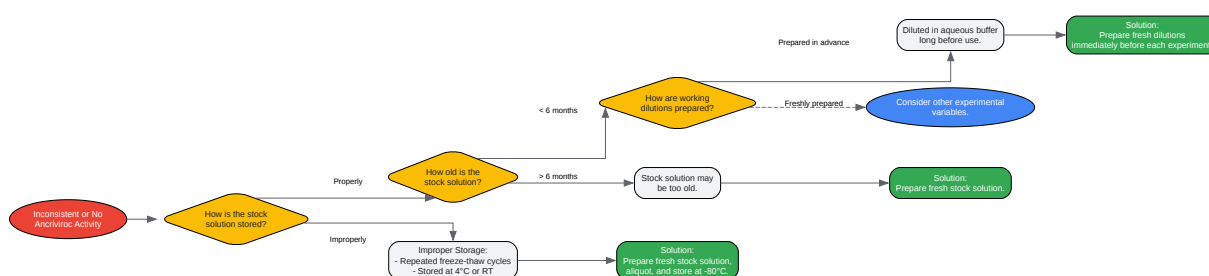 Prepared in advance
Diluted in aqueous buffer
long before use.
Solution:
Prepare fresh dilutions
immediately before each experiment
< 6 months
How are working
dilutions prepared?
Freshly prepared
Consider other experimental
variables.
Properly
How old is the
stock solution?
> 6 months
Stock solution may
be too old.
Solution:
Prepare fresh stock solution.
Inconsistent or No
Ancriviroc Activity
How is the stock
solution stored?
Improperly
Improper Storage:
- Repeated freeze-thaw cycles
- Stored at 4°C or RT
Solution:
Prepare fresh stock solution,
aliquot, and store at -80°C.